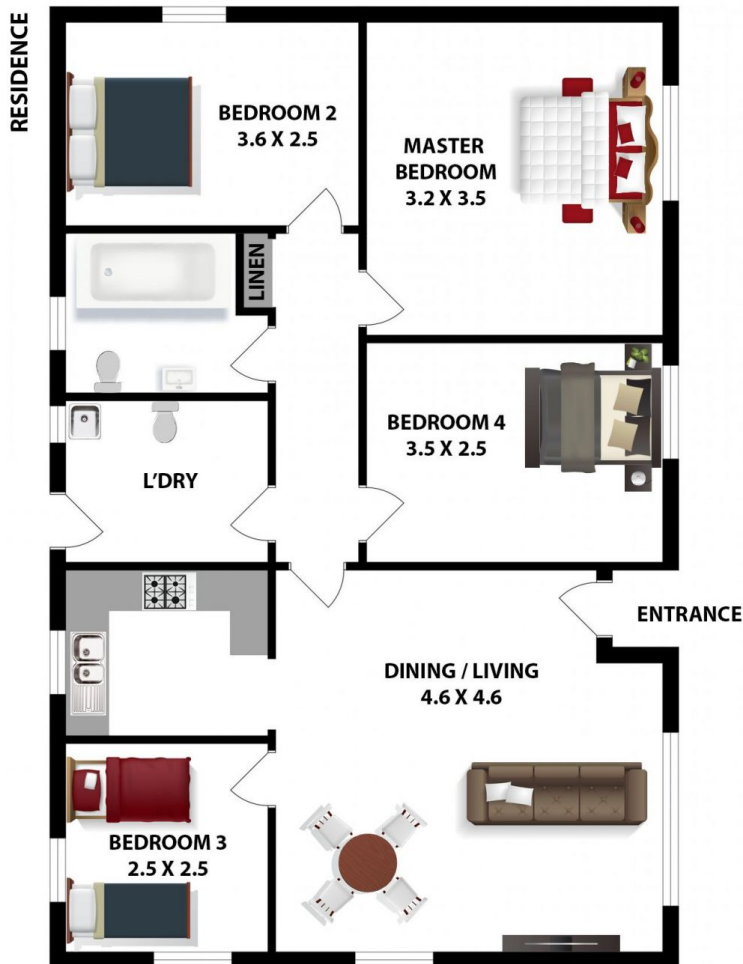 RESIDENCE
BEDROOM 2
3.6 X 2.5
MASTER
BEDROOM
3.2 X 3.5
LINEN
BEDROOM 4
3.5 X 2.5
L'DRY
ENTRANCE
DINING / LIVING
4.6 X 4.6
BEDROOM 3
2.5 X 2.5